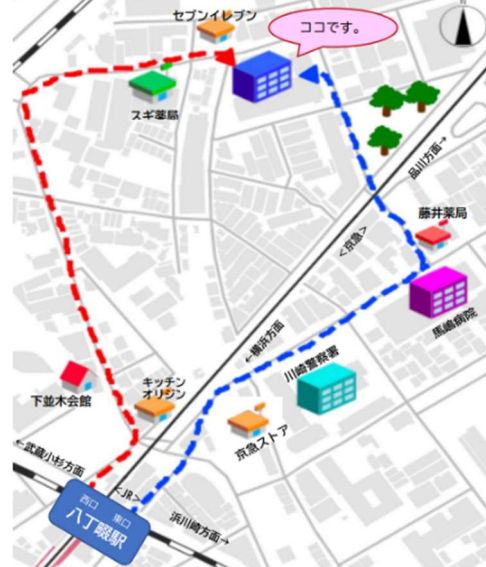 セブンイレブン
ココです。
N
スギ薬局
品川方面→
藤井薬局
<京急>
馬嶋病院
←横浜方面
川崎警察署
キッチン
オリジン
下並木会館
京急ストア
←武蔵小杉方面
<JR>
西口 東口
八丁畷駅
浜川崎方面→